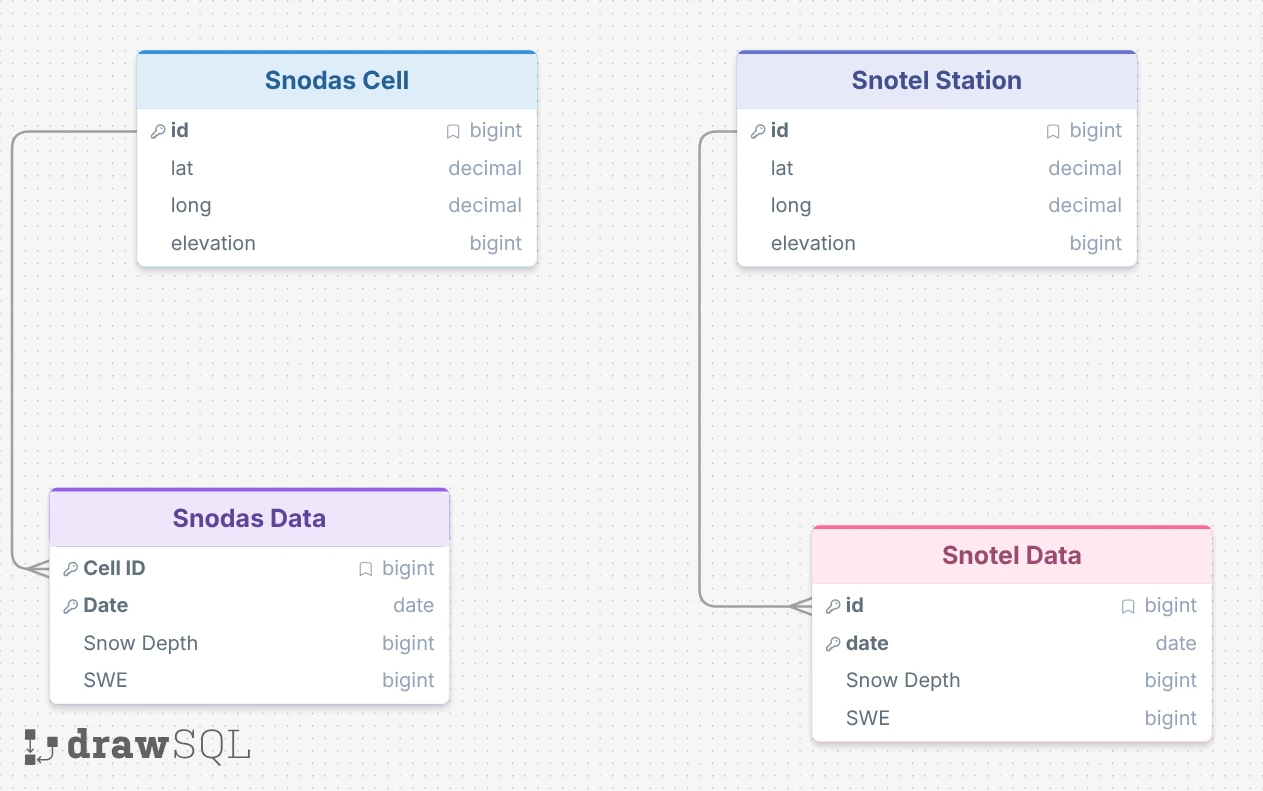 Snodas Cell
id bigint
lat decimal
long decimal
elevation bigint
Snotel Station
id bigint
lat decimal
long decimal
elevation bigint
Snodas Data
Cell ID bigint
Date date
Snow Depth bigint
SWE bigint
Snotel Data
id bigint
date date
Snow Depth bigint
SWE bigint
drawSQL